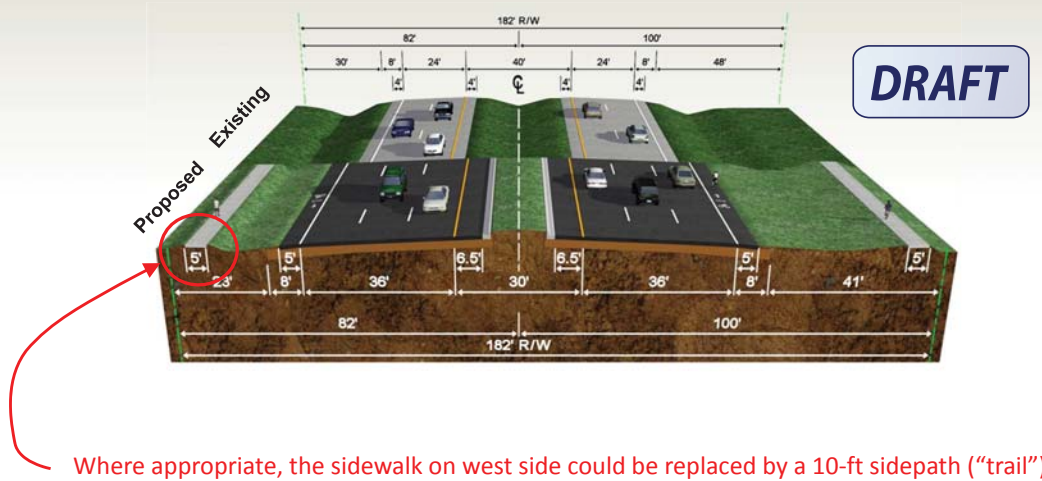 182' R/W
82' 100'
30' 8' 24' 40' 24' 8' 48'
4' 4' ℄ 4' 4'
DRAFT
Existing
Proposed
5' 5' 6.5' 6.5' 5' 5'
23' 8' 36' 30' 36' 8' 41'
82' 100'
182' R/W
Where appropriate, the sidewalk on west side could be replaced by a 10-ft sidepath (“trail”)